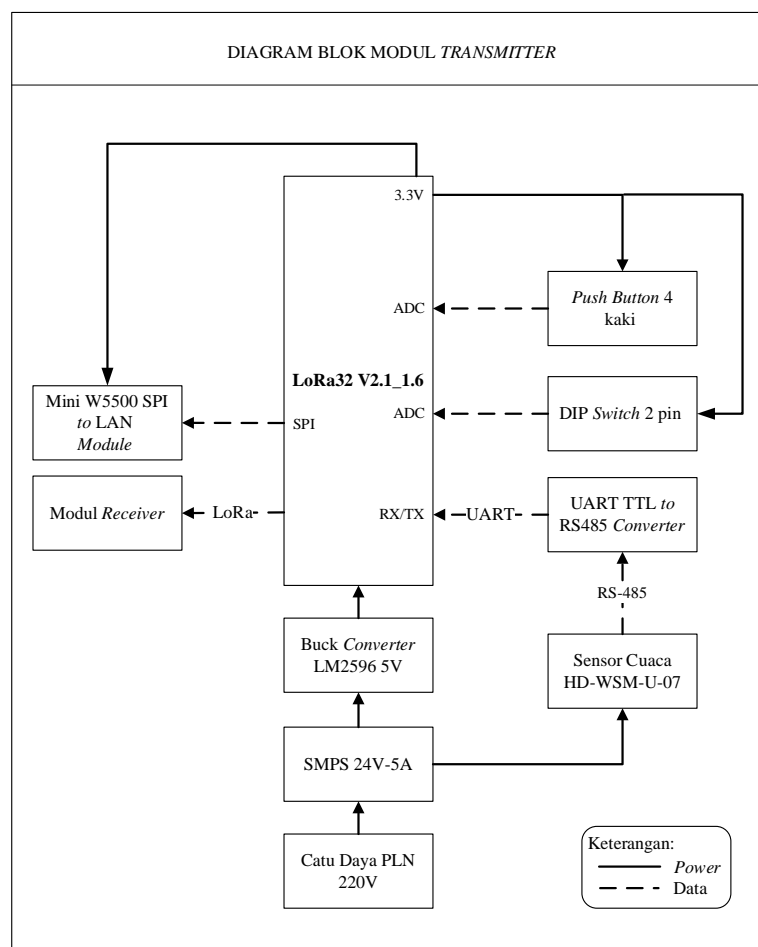 DIAGRAM BLOK MODUL TRANSMITTER
3.3V
ADC
Push Button 4
kaki
LoRa32 V2.1_1.6
Mini W5500 SPI
to LAN
Module
SPI
ADC
DIP Switch 2 pin
Modul Receiver
LoRa
RX/TX
UART
UART TTL to
RS485 Converter
RS-485
Buck Converter
LM2596 5V
Sensor Cuaca
HD-WSM-U-07
SMPS 24V-5A
Catu Daya PLN
220V
Keterangan:
Power
Data